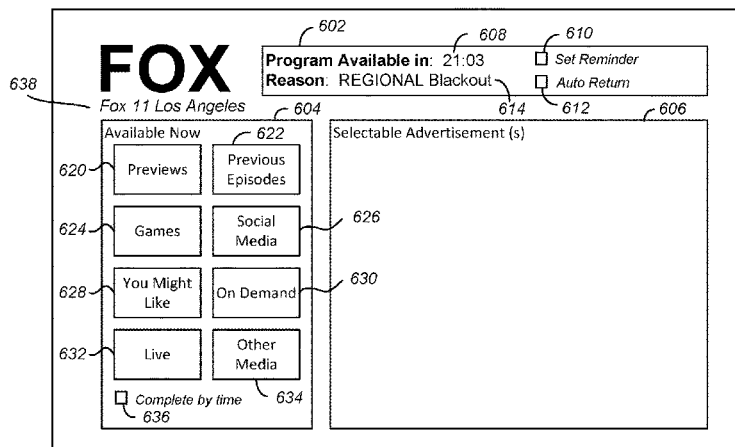 602
608
610
FOX
Program Available in: 21:03
Set Reminder
Reason: REGIONAL Blackout
Auto Return
638
Fox 11 Los Angeles
604
614
612
606
Available Now
622
Selectable Advertisement (s)
620
Previews
Previous
Episodes
624
Games
Social
Media
626
628
You Might
Like
On Demand
630
632
Live
Other
Media
Complete by time
634
636